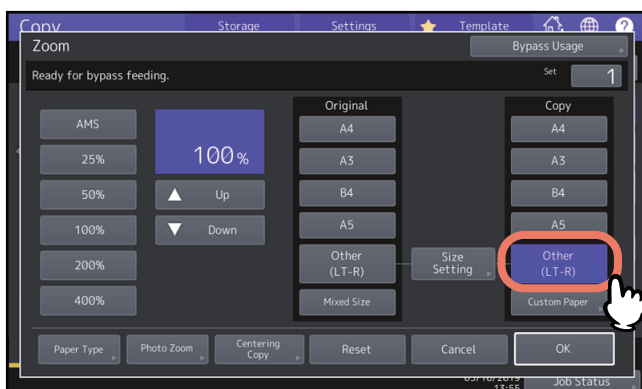 Copy
Storage
Settings
Template
Zoom
Bypass Usage
Ready for bypass feeding.
Set
1
Original
Copy
AMS
25%
50%
100%
200%
400%
100%
Up
Down
A4
A3
B4
A5
Other
(LT-R)
Mixed Size
Size
Setting
A4
A3
B4
A5
Other
(LT-R)
Custom Paper
Paper Type
Photo Zoom
Centering
Copy
Reset
Cancel
OK
13:55
Job Status